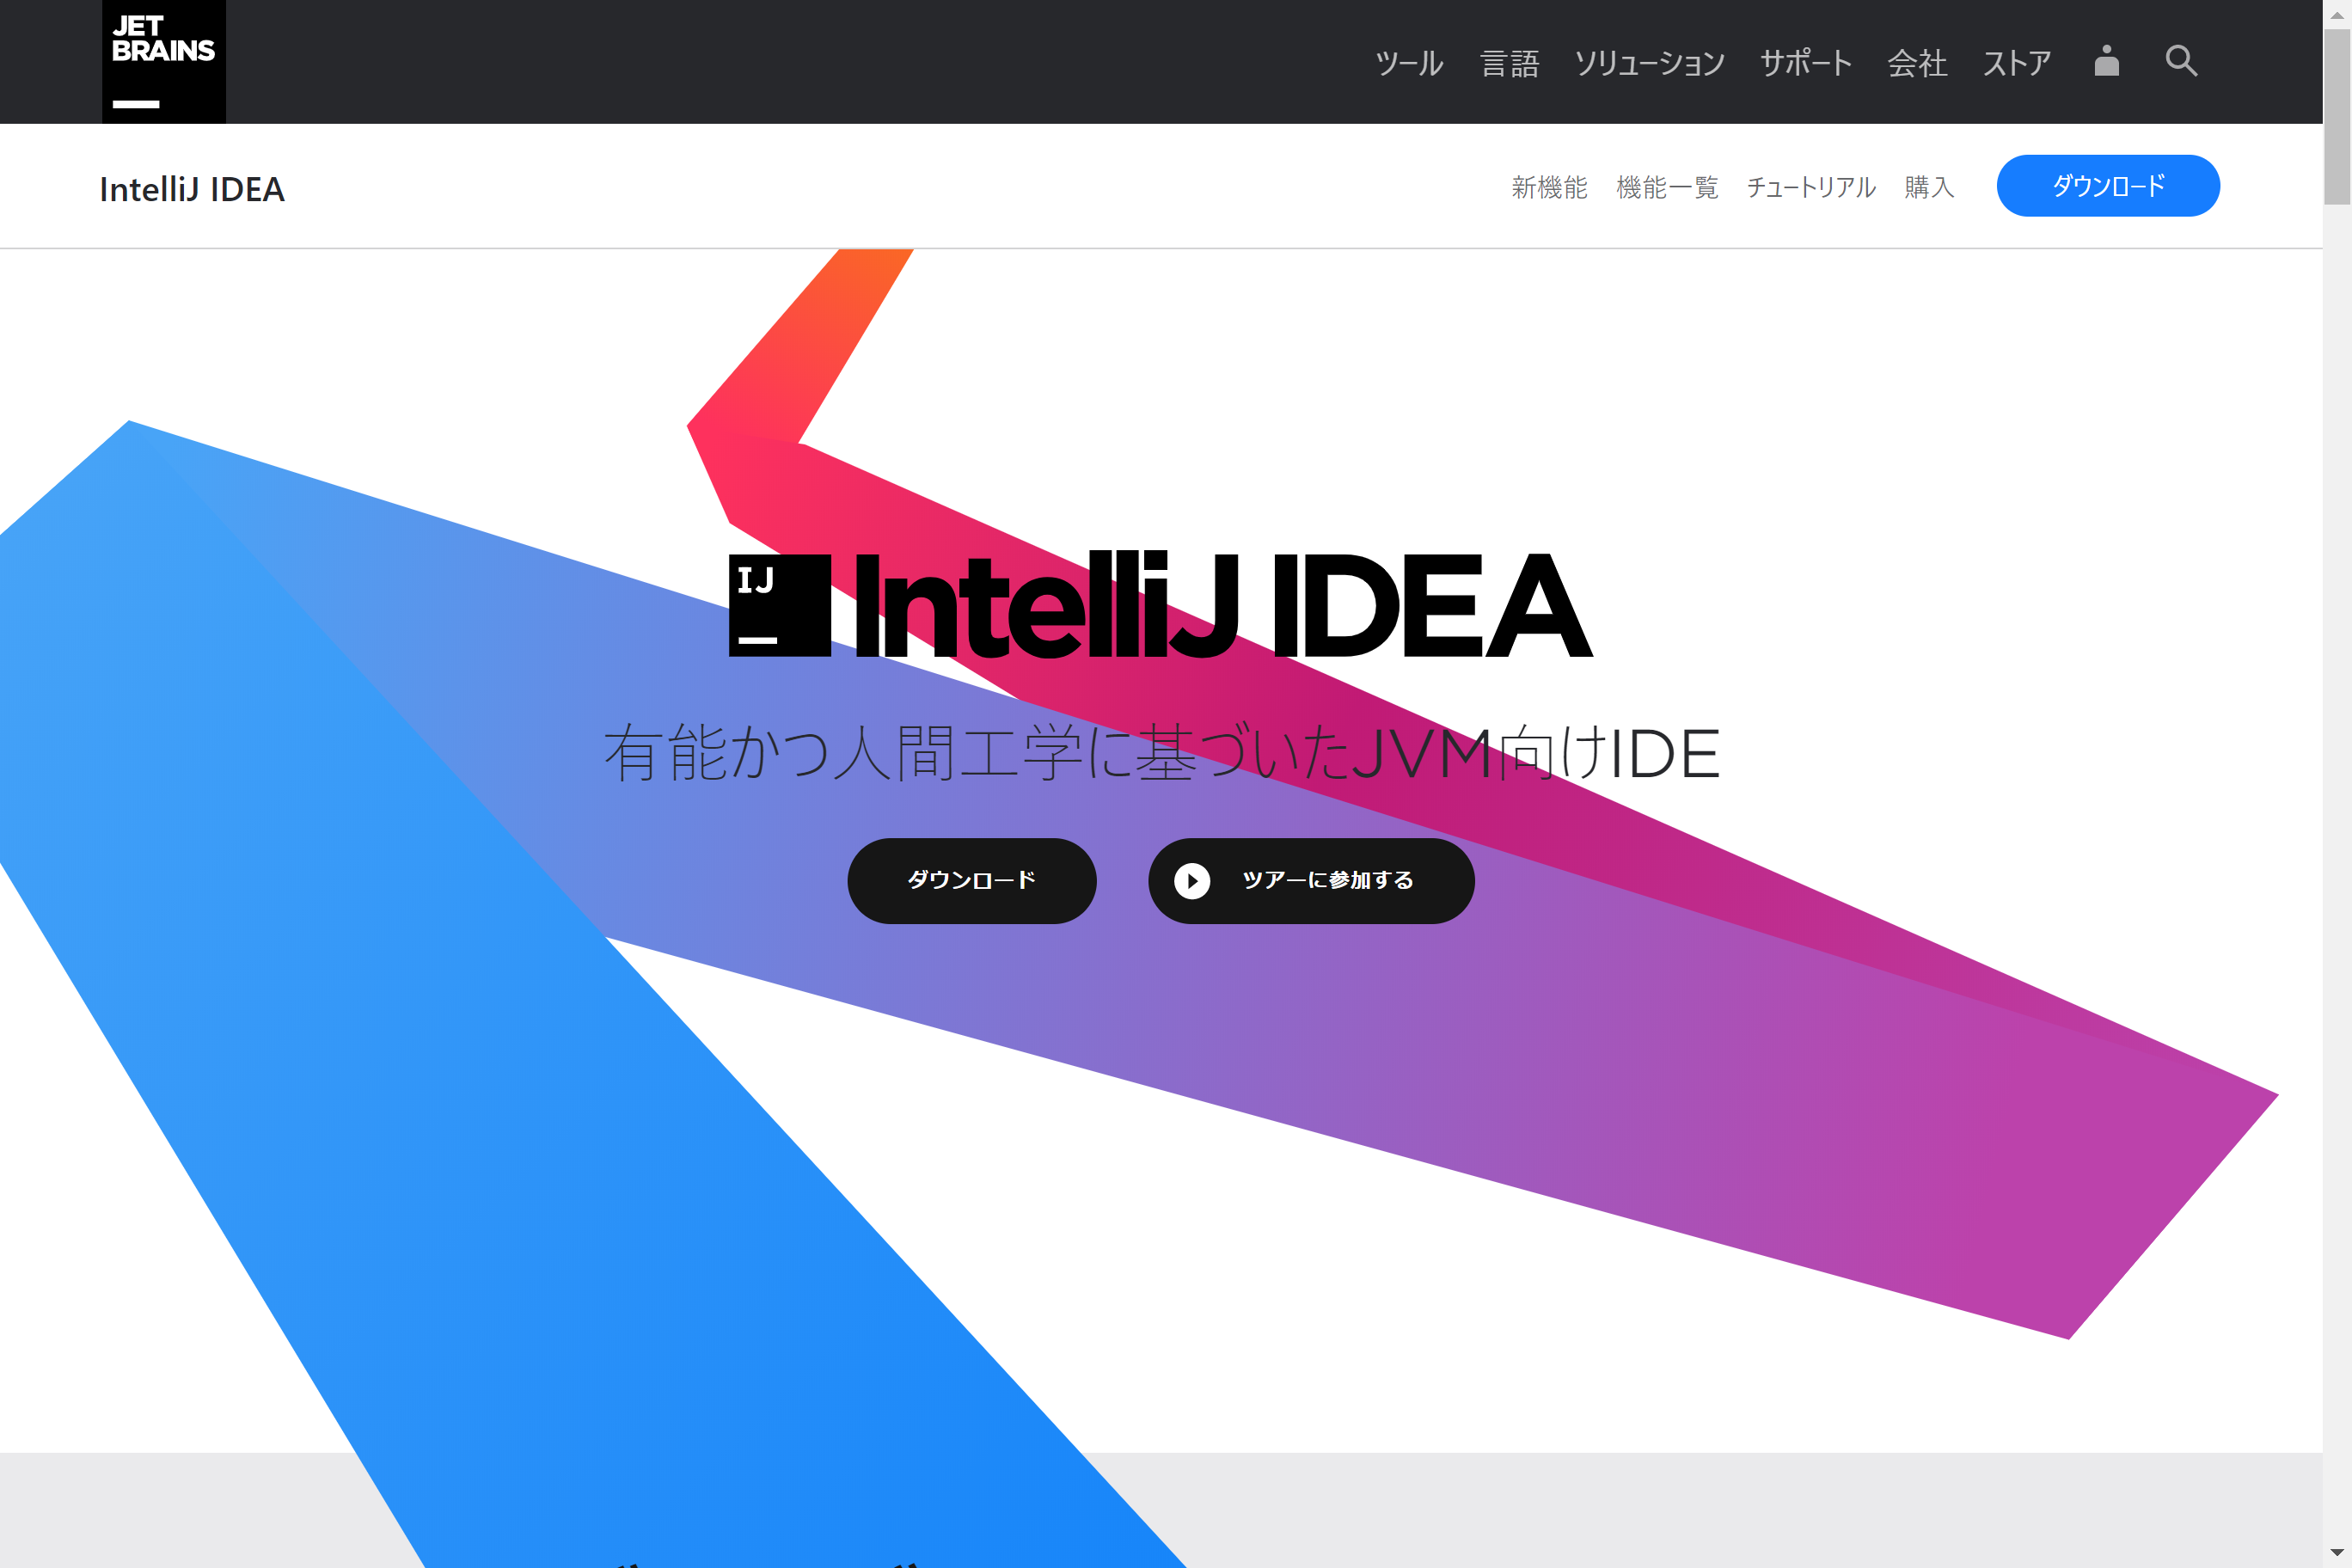 JET
BRAINS
ツール 言語 ソリューション サポート 会社 ストア
IntelliJ IDEA
新機能 機能一覧 チュートリアル 購入 ダウンロード
IJ IntelliJ IDEA
有能かつ人間工学に基づいたJVM向けIDE
ダウンロード ツアーに参加する